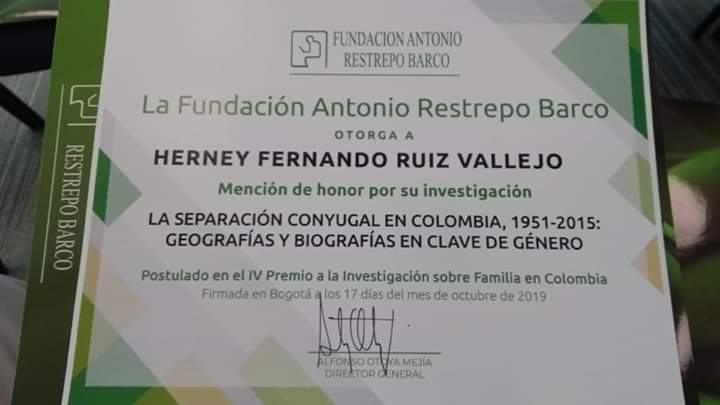 FUNDACION ANTONIO
RESTREPO BARCO
La Fundación Antonio Restrepo Barco
OTORGA A
HERNEY FERNANDO RUIZ VALLEJO
Mención de honor por su investigación
LA SEPARACIÓN CONYUGAL EN COLOMBIA, 1951-2015:
GEOGRAFÍAS Y BIOGRAFÍAS EN CLAVE DE GÉNERO
Postulado en el IV Premio a la Investigación sobre Familia en Colombia
Firmada en Bogotá a los 17 días del mes de octubre de 2019
ALFONSO OTOYA MEJÍA
DIRECTOR GENERAL
RESTREPO BARCO